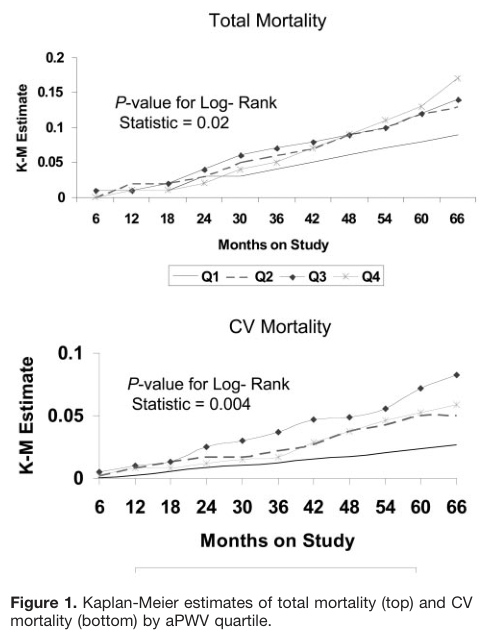 Total Mortality
0.2
0.15
0.1
0.05
0
K-M Estimate
P-value for Log- Rank
Statistic = 0.02
6 12 18 24 30 36 42 48 54 60 66
Months on Study
Q1 Q2 Q3 Q4
CV Mortality
0.1
0.05
0
K-M Estimate
P-value for Log- Rank
Statistic = 0.004
6 12 18 24 30 36 42 48 54 60 66
Months on Study
Figure 1. Kaplan-Meier estimates of total mortality (top) and CV
mortality (bottom) by aPWV quartile.